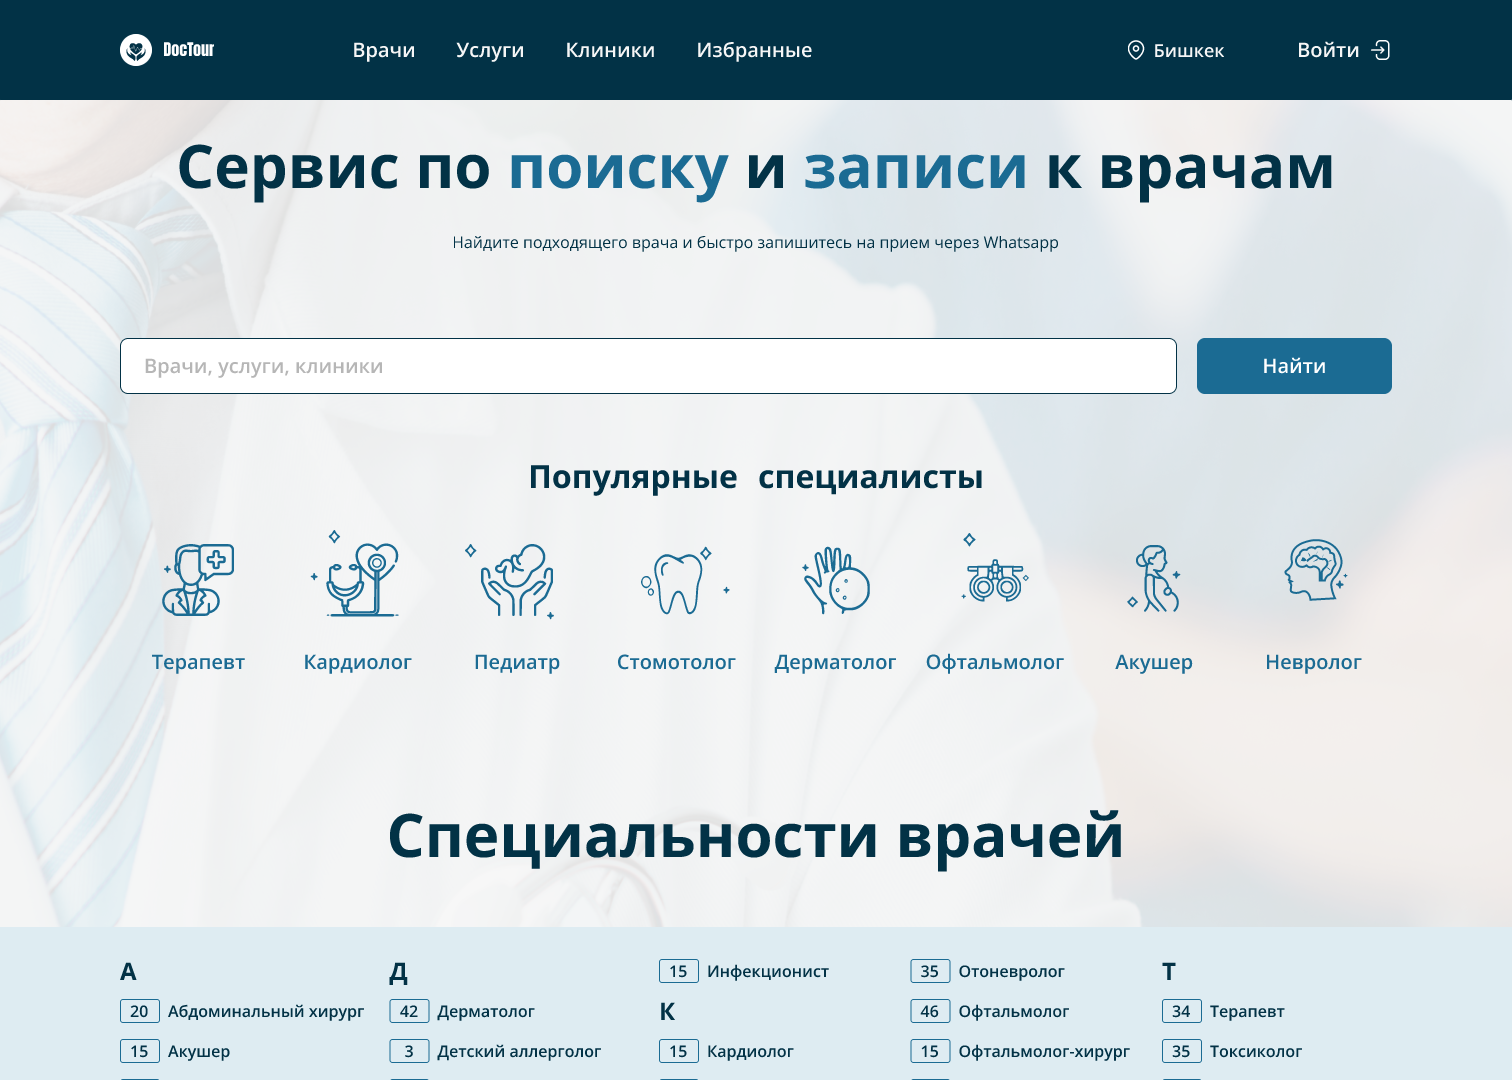 DocTour
Врачи Услуги Клиники Избранные
Бишкек
Войти
Сервис по поиску и записи к врачам
Найдите подходящего врача и быстро запишитесь на прием через Whatsapp
Врачи, услуги, клиники
Найти
Популярные специалисты
Терапевт
Кардиолог
Педиатр
Стомотолог
Дерматолог
Офтальмолог
Акушер
Невролог
Специальности врачей
А
20 Абдоминальный хирург
15 Акушер
Д
42 Дерматолог
3 Детский аллерголог
15 Инфекционист
К
15 Кардиолог
35 Отоневролог
46 Офтальмолог
15 Офтальмолог-хирург
Т
34 Терапевт
35 Токсиколог